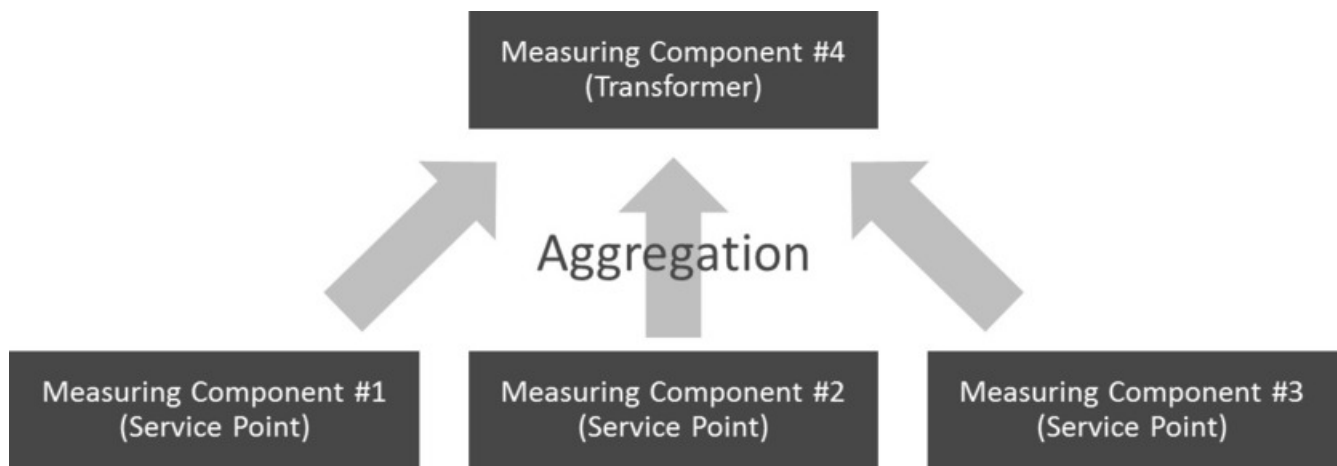 Measuring Component #4
(Transformer)
Aggregation
Measuring Component #1
(Service Point)
Measuring Component #2
(Service Point)
Measuring Component #3
(Service Point)